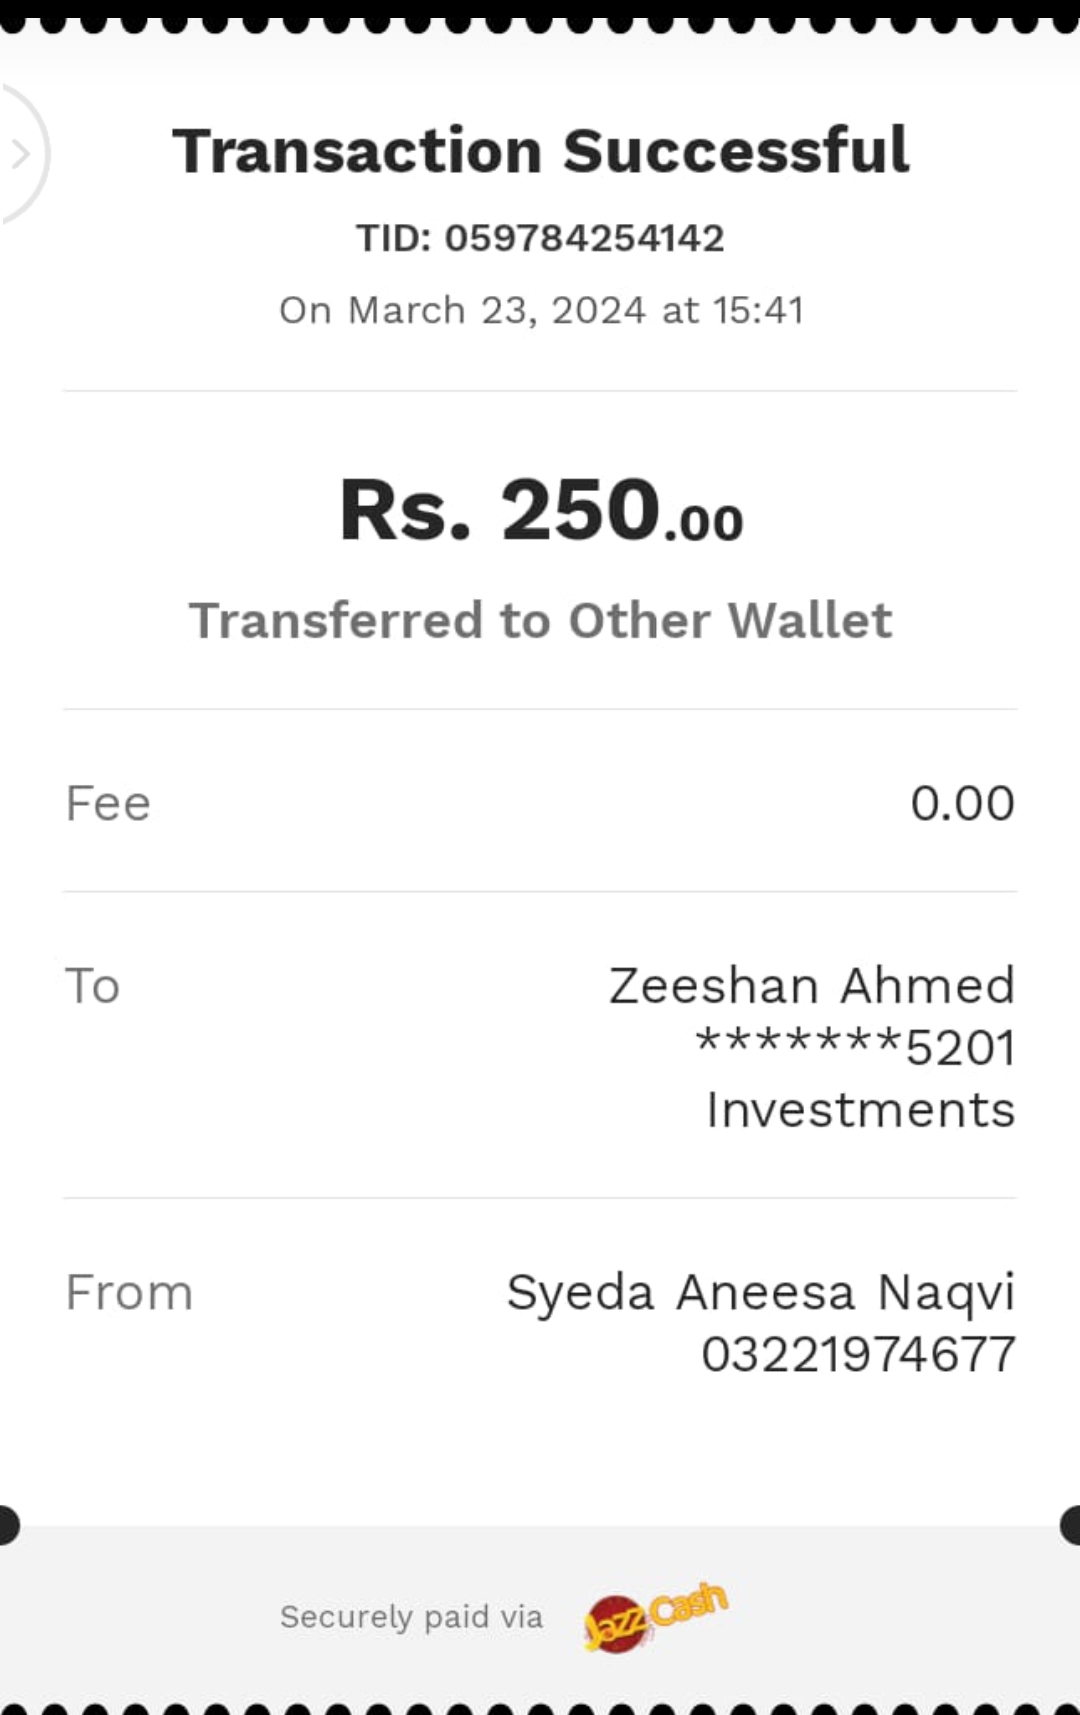 Transaction Successful
TID: 059784254142
On March 23, 2024 at 15:41
Rs. 250.00
Transferred to Other Wallet
Fee 0.00
To Zeeshan Ahmed
*******5201
Investments
From Syeda Aneesa Naqvi
03221974677
Securely paid via JazzCash